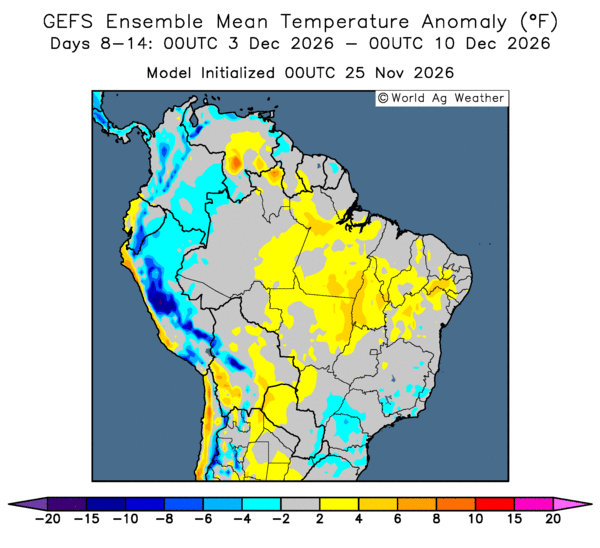 GEFS Ensemble Mean Temperature Anomaly (°F)
Days 8−14: 00UTC 3 Dec 2026 − 00UTC 10 Dec 2026
Model Initialized 00UTC 25 Nov 2026
© World Ag Weather
−20 −15 −10 −8 −6 −4 −2 2 4 6 8 10 15 20